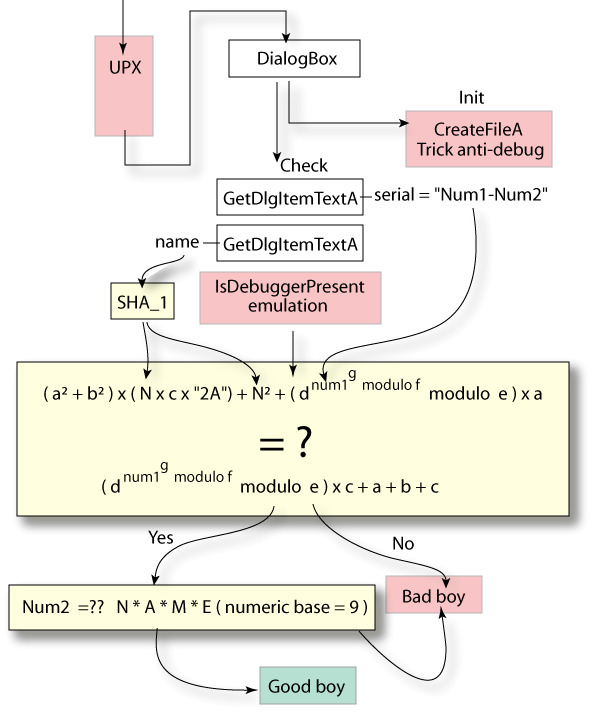 UPX
DialogBox
Init
CreateFileA
Trick anti-debug
Check
GetDlgItemTextA
serial = "Num1-Num2"
name
GetDlgItemTextA
SHA_1
IsDebuggerPresent
emulation
( a² + b² ) x ( N x c x "2A") + N² + ( d^num1^g modulo f modulo e ) x a
= ?
( d^num1^g modulo f modulo e ) x c + a + b + c
Yes
No
Num2 =?? N * A * M * E ( numeric base = 9 )
Bad boy
Good boy